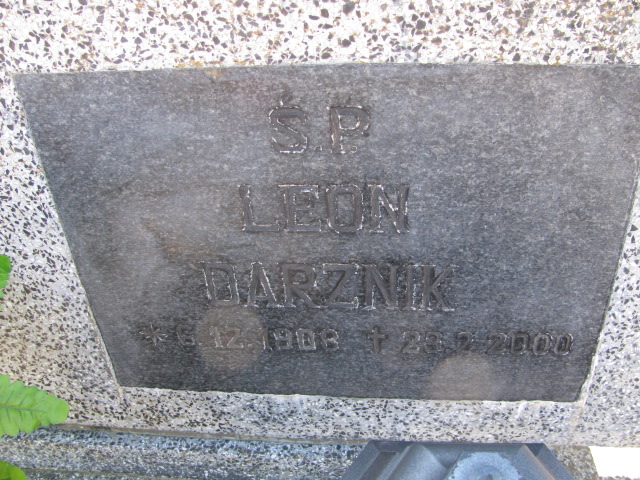 Ś.P.
LEON
DARZNIK
* 6.12.1908 † 23.2.2000